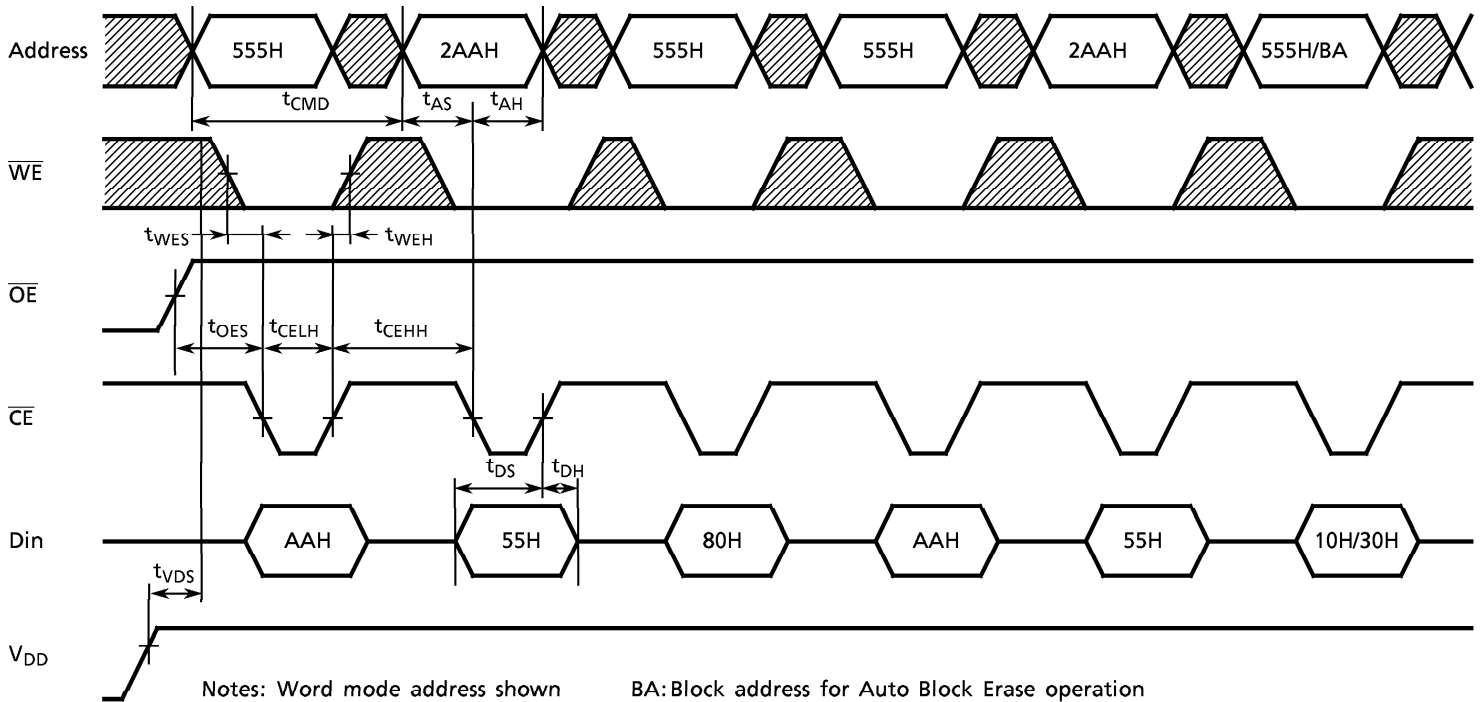 Address 555H 2AAH 555H 555H 2AAH 555H/BA
tCMD tAS tAH
WE
tWES tWEH
OE
tOES tCELH tCEHH
CE
tDS tDH
Din AAH 55H 80H AAH 55H 10H/30H
tVDS
VDD
Notes: Word mode address shown BA: Block address for Auto Block Erase operation